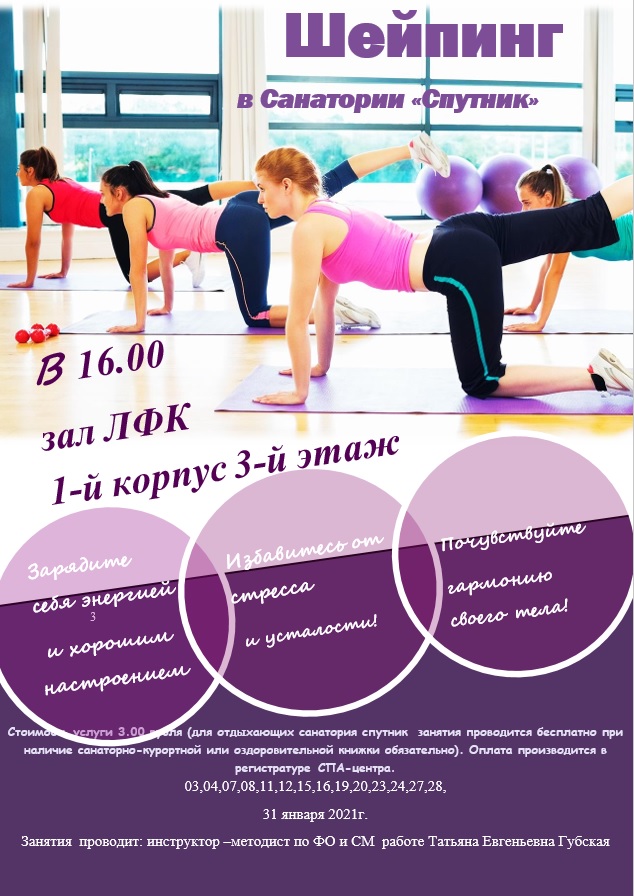 Шейпинг
в Санатории «Спутник»
В 16.00
зал ЛФК
1-й корпус 3-й этаж
Зарядите
себя энергией
3
и хорошим
настроением
Избавитесь от
стресса
и усталости!
Почувствуйте
гармонию
своего тела!
Стоимость услуги 3.00 рубля (для отдыхающих санатория спутник занятия проводится бесплатно при
наличие санаторно-курортной или оздоровительной книжки обязательно). Оплата производится в
регистратуре СПА-центра.
03,04,07,08,11,12,15,16,19,20,23,24,27,28,
31 января 2021г.
Занятия проводит: инструктор –методист по ФО и СМ работе Татьяна Евгеньевна Губская